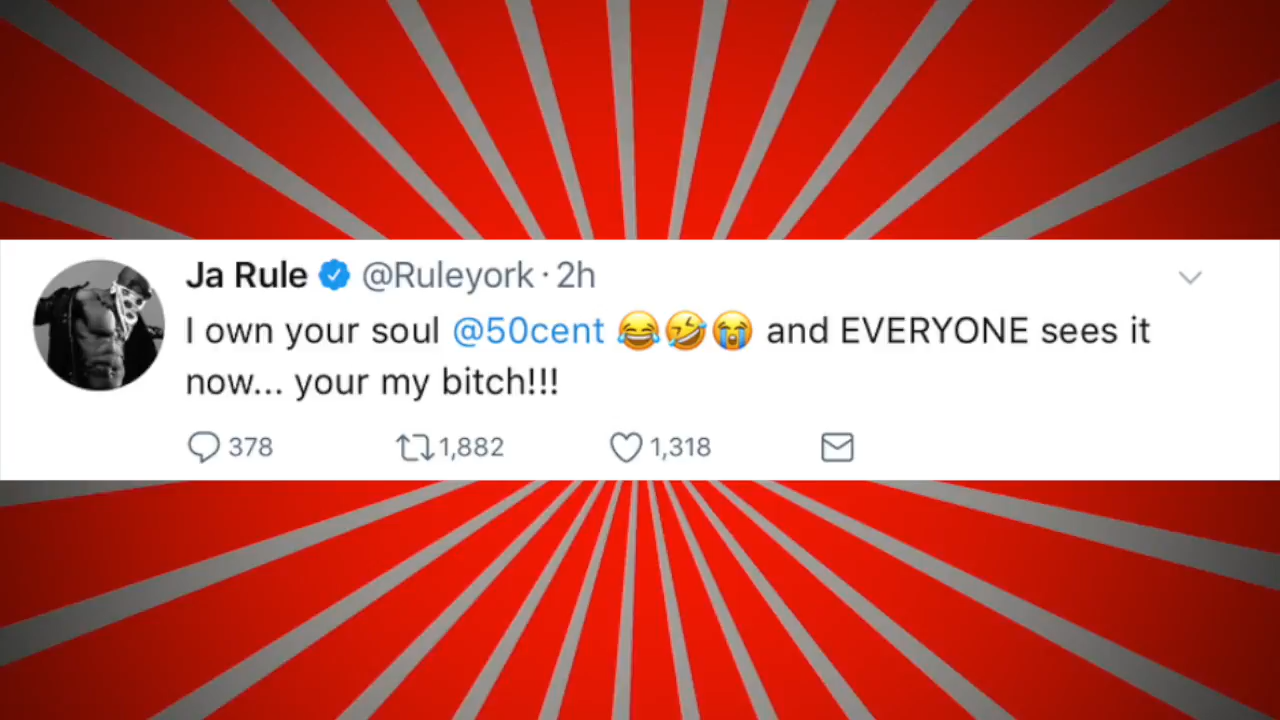 Ja Rule @Ruleyork · 2h
I own your soul @50cent 😂🤣😭 and EVERYONE sees it
now... your my bitch!!!
378 1,882 1,318